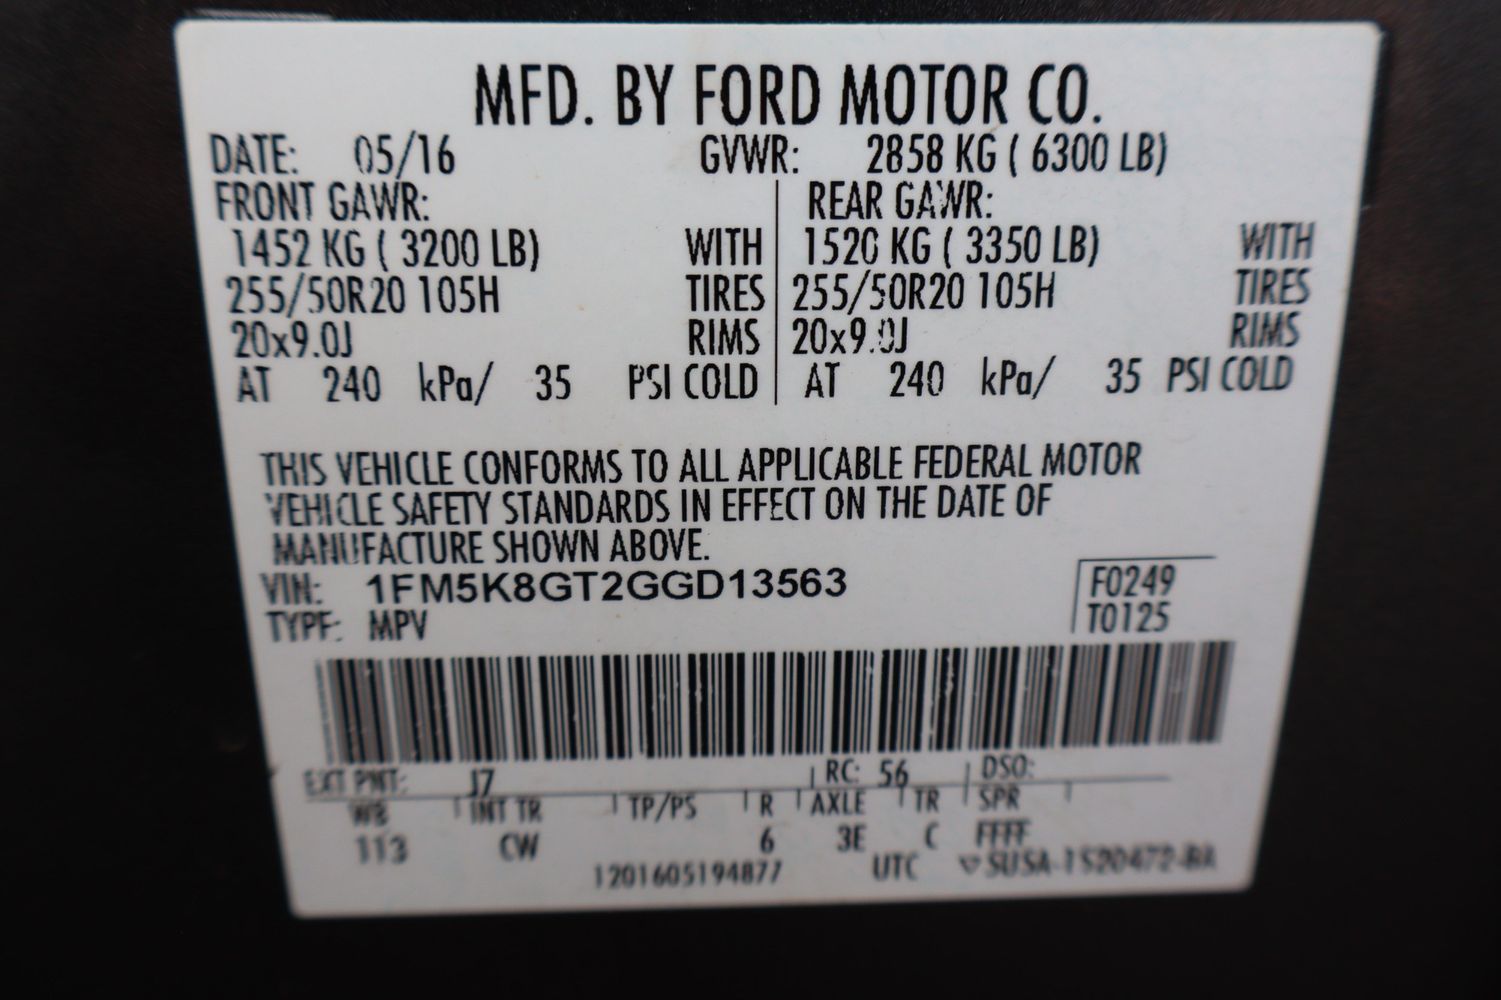 MFD. BY FORD MOTOR CO.
DATE: 05/16 GVWR: 2858 KG ( 6300 LB)
FRONT GAWR: REAR GAWR:
1452 KG ( 3200 LB) WITH 1520 KG ( 3350 LB) WITH
255/50R20 105H TIRES 255/50R20 105H TIRES
20x9.0J RIMS 20x9.0J RIMS
AT 240 kPa/ 35 PSI COLD AT 240 kPa/ 35 PSI COLD
THIS VEHICLE CONFORMS TO ALL APPLICABLE FEDERAL MOTOR
VEHICLE SAFETY STANDARDS IN EFFECT ON THE DATE OF
MANUFACTURE SHOWN ABOVE.
VIN: 1FM5K8GT2GGD13563 F0249
TYPE: MPV T0125
EXT PNT: J7 RC: 56 DSO:
WB INT TR TP/PS R AXLE TR SPR
113 CW 6 3E C FFFF
1201605194877 UTC ▽SUSA-1520472-BA